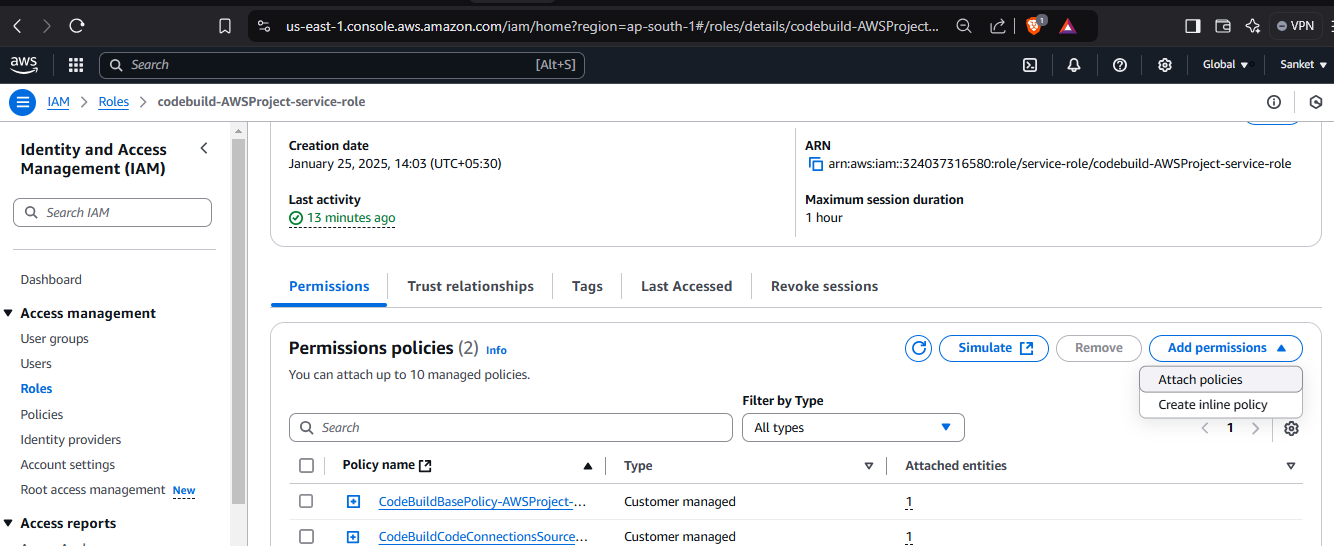 us-east-1.console.aws.amazon.com/iam/home?region=ap-south-1#/roles/details/codebuild-AWSProject...
1
VPN
aws
Search
[Alt+S]
Global
Sanket
IAM
Roles
codebuild-AWSProject-service-role
Identity and Access
Management (IAM)
Search IAM
Dashboard
Access management
User groups
Users
Roles
Policies
Identity providers
Account settings
Root access management New
Access reports
Creation date
January 25, 2025, 14:03 (UTC+05:30)
Last activity
13 minutes ago
ARN
arn:aws:iam::324037316580:role/service-role/codebuild-AWSProject-service-role
Maximum session duration
1 hour
Permissions
Trust relationships
Tags
Last Accessed
Revoke sessions
Permissions policies (2) Info
You can attach up to 10 managed policies.
Simulate
Remove
Add permissions
Attach policies
Create inline policy
Search
Filter by Type
All types
1
Policy name
Type
Attached entities
CodeBuildBasePolicy-AWSProject-...
Customer managed
1
CodeBuildCodeConnectionsSource...
Customer managed
1